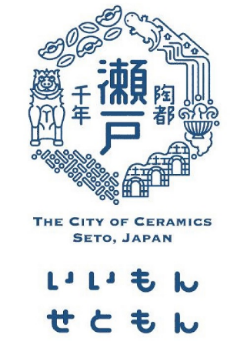 千年
瀬戸
陶都
THE CITY OF CERAMICS
SETO, JAPAN
いいもん
せともん